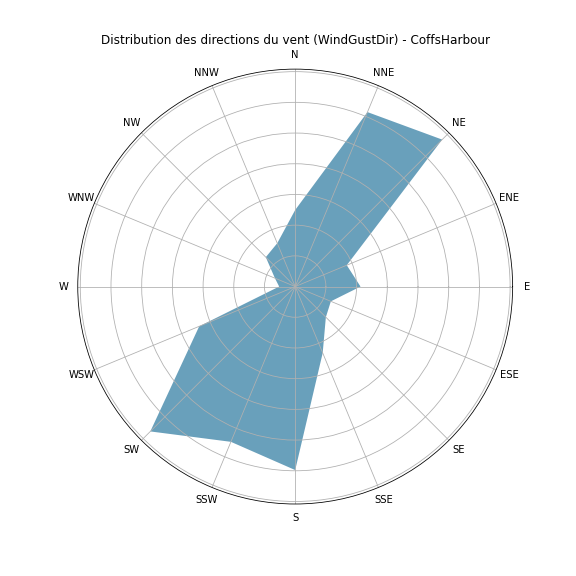 Distribution des directions du vent (WindGustDir) - CoffsHarbour
N
NNW
NNE
NW
NE
WNW
ENE
W
E
WSW
ESE
SW
SE
SSW
SSE
S